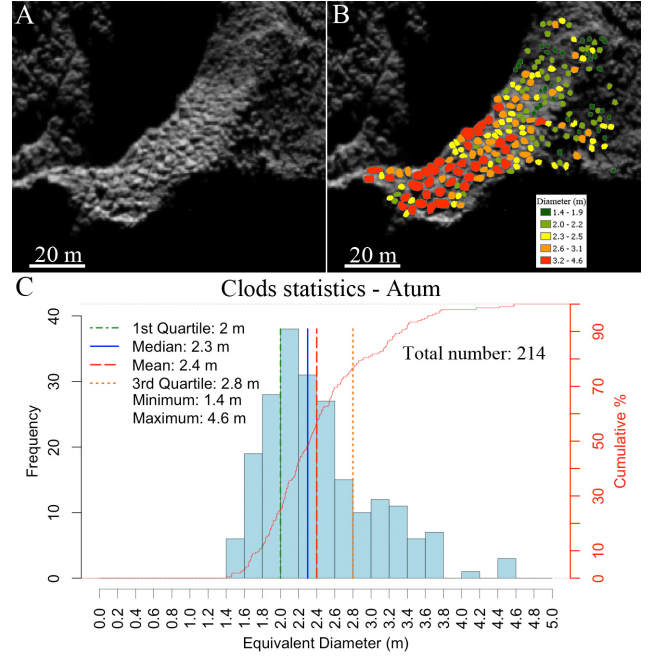 A
20 m
B
20 m
Diameter (m)
1.4 - 1.9
2.0 - 2.2
2.3 - 2.5
2.6 - 3.1
3.2 - 4.6
C
Clods statistics - Atum
1st Quartile: 2 m
Median: 2.3 m
Mean: 2.4 m
3rd Quartile: 2.8 m
Minimum: 1.4 m
Maximum: 4.6 m
Total number: 214
Frequency
40
30
20
10
0
Cumulative %
100
90
70
50
30
10
0
0.0 0.2 0.4 0.6 0.8 1.0 1.2 1.4 1.6 1.8 2.0 2.2 2.4 2.6 2.8 3.0 3.2 3.4 3.6 3.8 4.0 4.2 4.4 4.6 4.8 5.0
Equivalent Diameter (m)